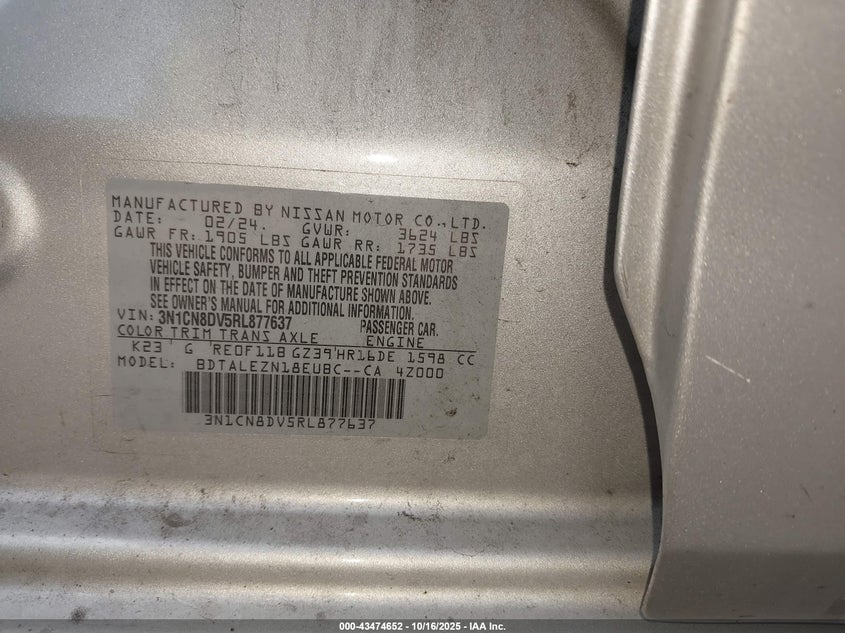 MANUFACTURED BY NISSAN MOTOR CO.,LTD.
DATE: 02/24. GVWR: 3624 LBS
GAWR FR: 1905 LBS GAWR RR: 1735 LBS
THIS VEHICLE CONFORMS TO ALL APPLICABLE FEDERAL MOTOR
VEHICLE SAFETY, BUMPER AND THEFT PREVENTION STANDARDS
IN EFFECT ON THE DATE OF MANUFACTURE SHOWN ABOVE.
SEE OWNER'S MANUAL FOR ADDITIONAL INFORMATION.
VIN: 3N1CN8DV5RL877637 PASSENGER CAR.
COLOR TRIM TRANS AXLE ENGINE
K23 G RE0F11B GZ39 HR16DE 1598 CC
MODEL: BDTALEZN18EUBC--CA 4Z000
3N1CN8DV5RL877637
000-43474652 | 10/16/2025 - IAA Inc.